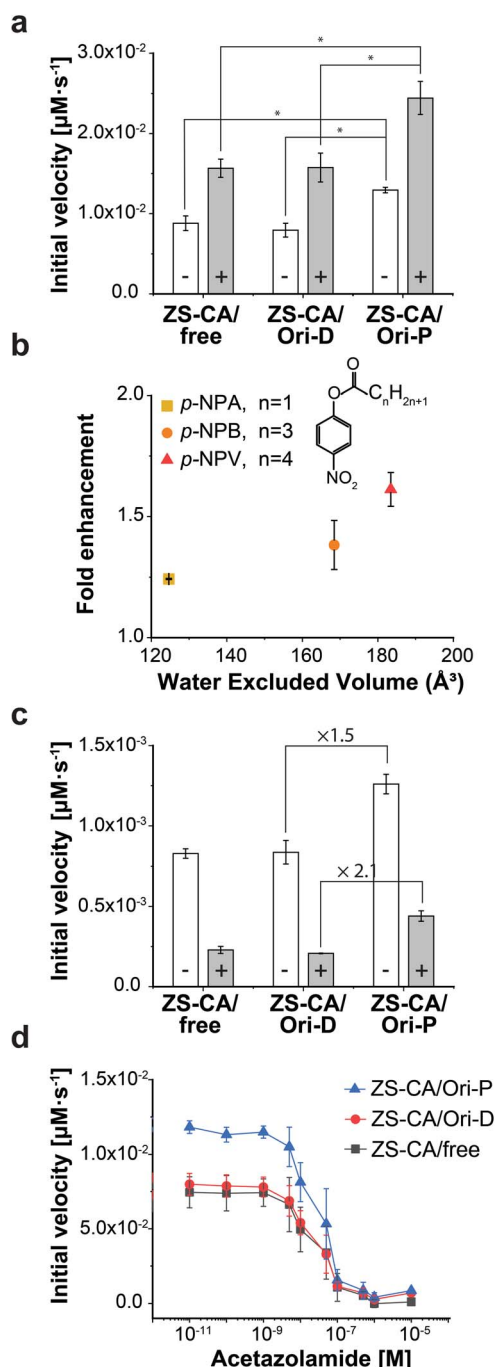 a
Initial velocity [µM·s⁻¹]
3.0x10⁻²
2.0x10⁻²
1.0x10⁻²
0.0
*
*
*
*
- + - + - +
ZS-CA/ free
ZS-CA/ Ori-D
ZS-CA/ Ori-P
b
Fold enhancement
2.0
1.5
1.0
p-NPA, n=1
p-NPB, n=3
p-NPV, n=4
O
O CₙH₂ₙ₊₁
NO₂
120 140 160 180 200
Water Excluded Volume (Å³)
c
Initial velocity [µM·s⁻¹]
1.5x10⁻³
1.0x10⁻³
0.5x10⁻³
0.0
×1.5
× 2.1
- + - + - +
ZS-CA/ free
ZS-CA/ Ori-D
ZS-CA/ Ori-P
d
Initial velocity [µM·s⁻¹]
1.5x10⁻²
1.0x10⁻²
5.0x10⁻²
0.0
ZS-CA/Ori-P
ZS-CA/Ori-D
ZS-CA/free
10⁻¹¹ 10⁻⁹ 10⁻⁷ 10⁻⁵
Acetazolamide [M]